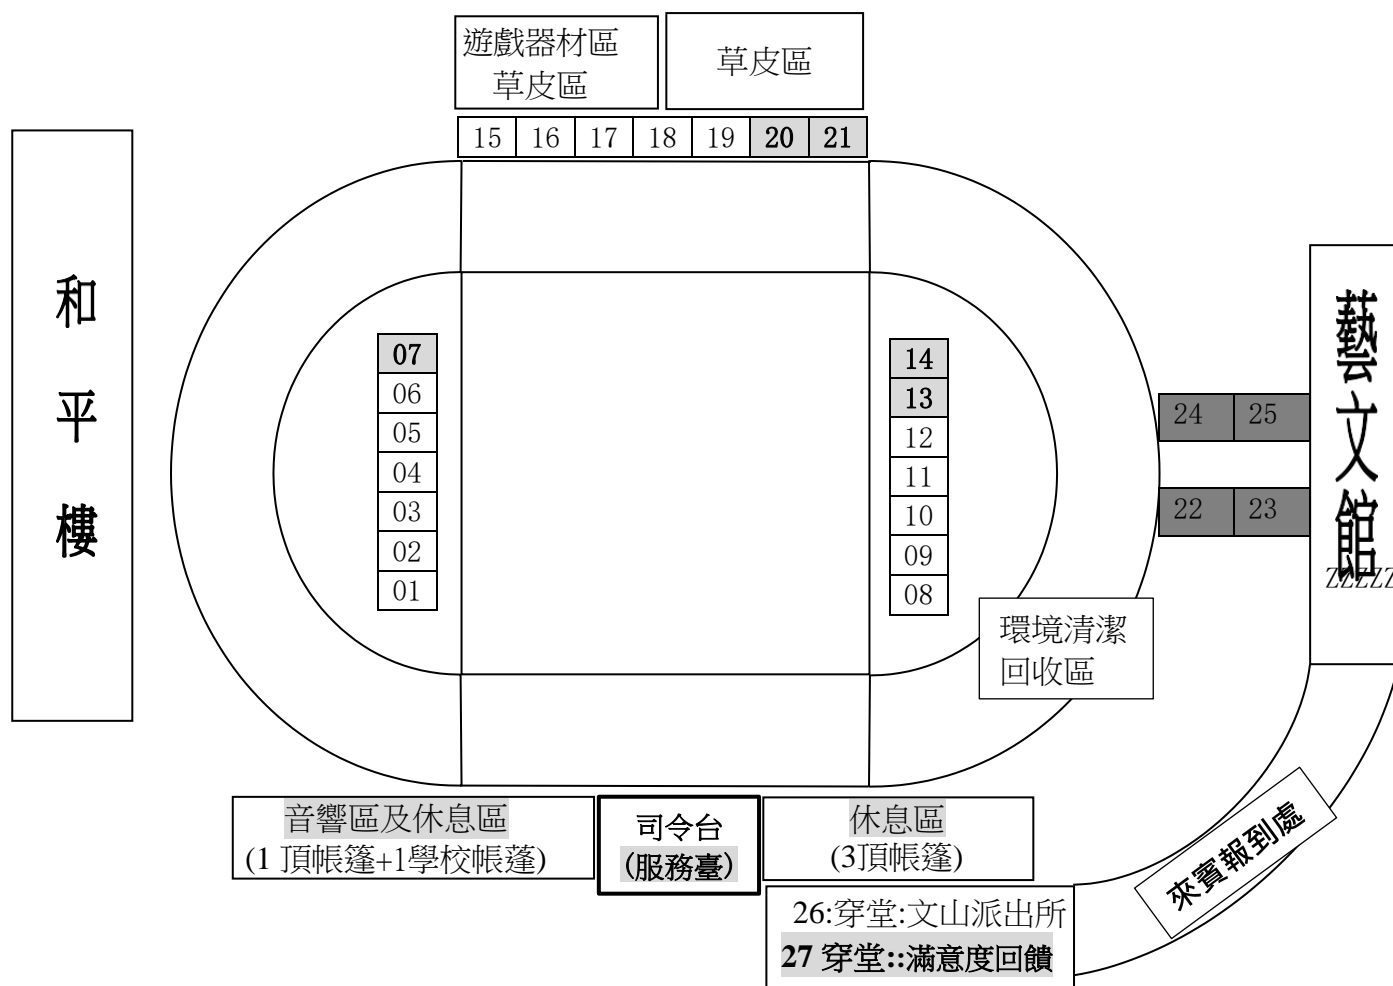 遊戲器材區
草皮區
草皮區
15 16 17 18 19 20 21
和平樓
藝文館
ZZZZZ
07
06
05
04
03
02
01
14
13
12
11
10
09
08
24 25
22 23
環境清潔
回收區
音響區及休息區
(1 頂帳篷+1學校帳蓬)
司令台
(服務臺)
休息區
(3頂帳篷)
來賓報到處
26:穿堂:文山派出所
27 穿堂::滿意度回饋